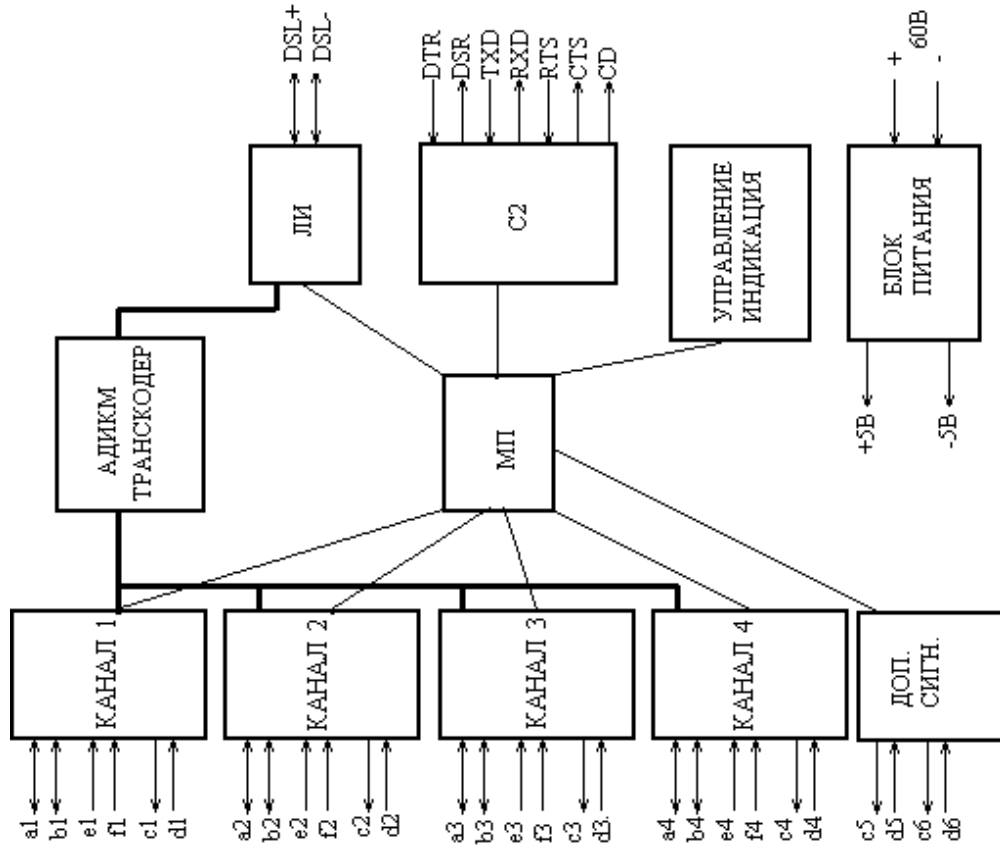 a1
b1
e1
f1
c1
d1
КАНАЛ 1
a2
b2
e2
f2
c2
d2
КАНАЛ 2
a3
b3
e3
f3
c3
d3.
КАНАЛ 3
a4
b4
e4
f4
c4
d4
КАНАЛ 4
c5
d5
c6
d6
ДОП.
СИГН.
АДИКМ
ТРАНСКОДЕР
МП
ЛИ
DSL+
DSL-
С2
DTR
DSR
TXD
RXD
RTS
CTS
CD
УПРАВЛЕНИЕ
ИНДИКАЦИЯ
+5В
-5В
БЛОК
ПИТАНИЯ
+
60В
-